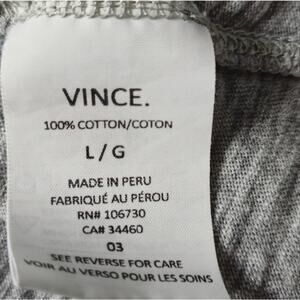 VINCE.
100% COTTON/COTON
L/G
MADE IN PERU
FABRIQUÉ AU PÉROU
RN# 106730
CA# 34460
03
SEE REVERSE FOR CARE
VOIR AU VERSO POUR LES SOINS